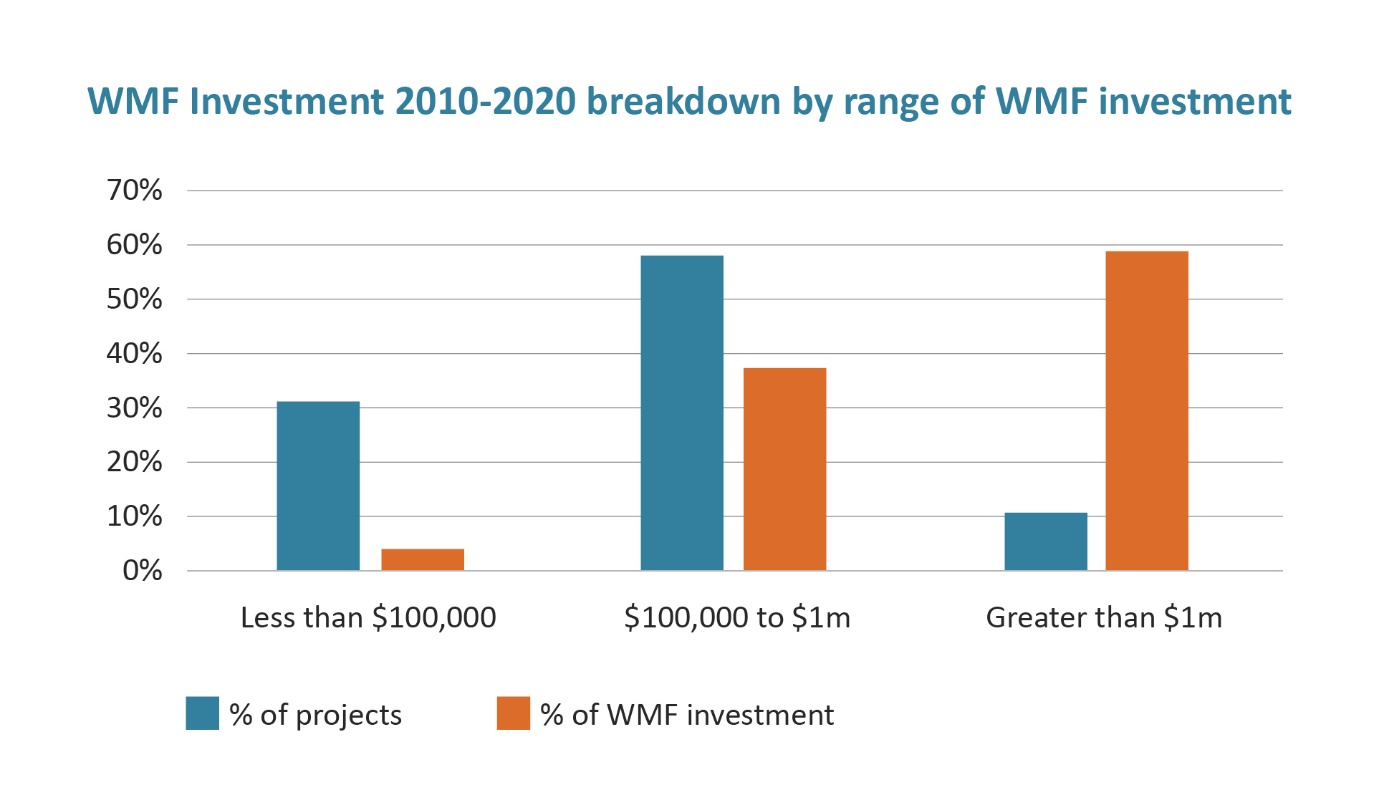 WMF Investment 2010-2020 breakdown by range of WMF investment
70%
60%
50%
40%
30%
20%
10%
0%
Less than $100,000 $100,000 to $1m Greater than $1m
% of projects % of WMF investment